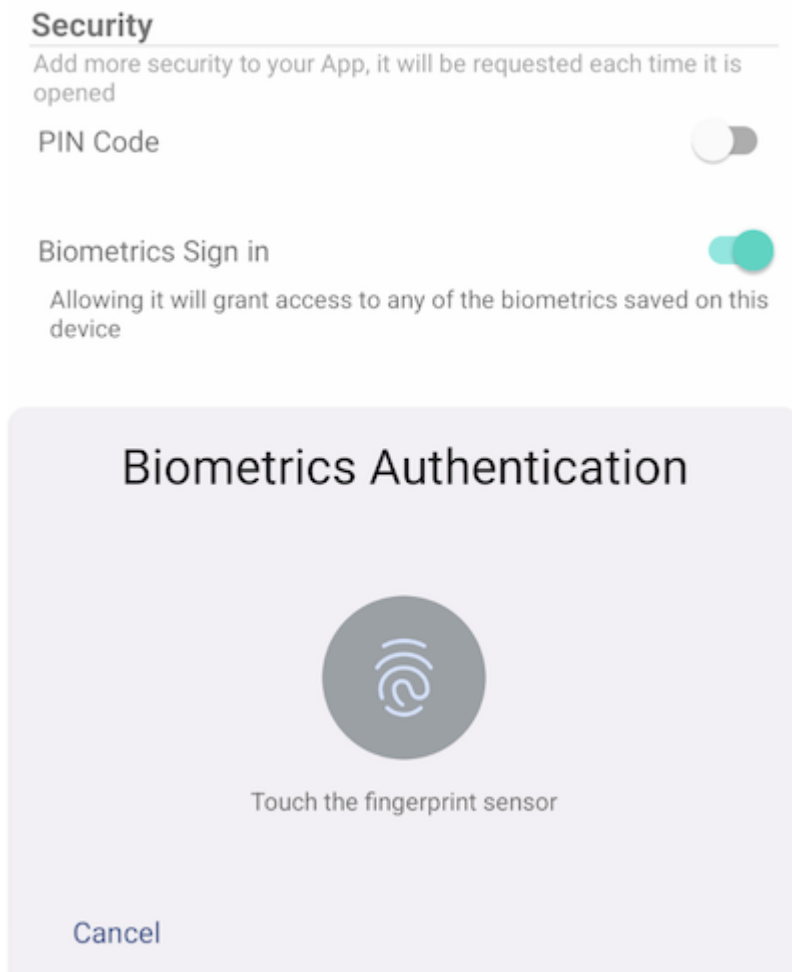 Security
Add more security to your App, it will be requested each time it is
opened
PIN Code
Biometrics Sign in
Allowing it will grant access to any of the biometrics saved on this
device
Biometrics Authentication
Touch the fingerprint sensor
Cancel